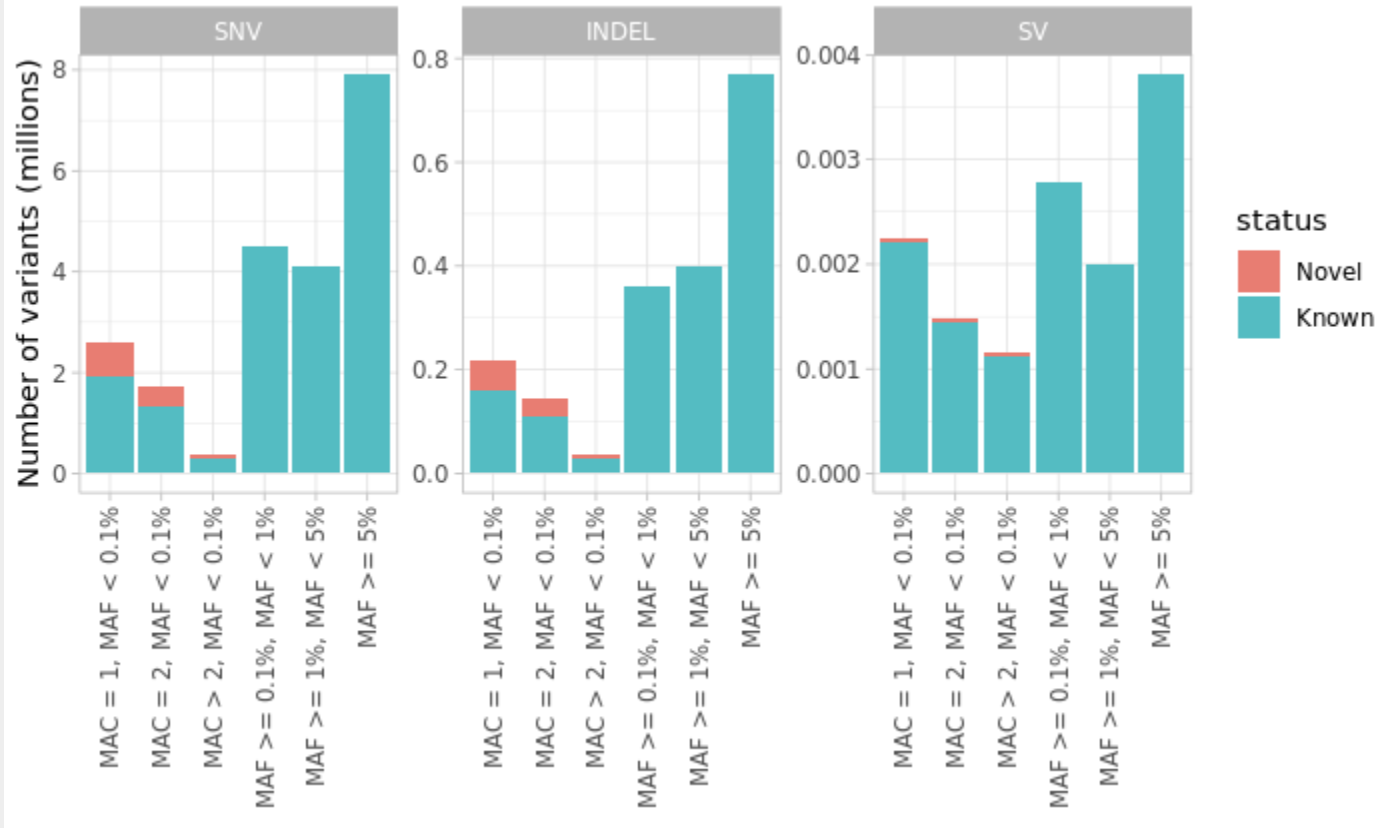 SNV
INDEL
SV
Number of variants (millions)
8
6
4
2
0
0.8
0.6
0.4
0.2
0.0
0.004
0.003
0.002
0.001
0.000
MAC = 1, MAF < 0.1%
MAC = 2, MAF < 0.1%
MAC > 2, MAF < 0.1%
MAF >= 0.1%, MAF < 1%
MAF >= 1%, MAF < 5%
MAF >= 5%
MAC = 1, MAF < 0.1%
MAC = 2, MAF < 0.1%
MAC > 2, MAF < 0.1%
MAF >= 0.1%, MAF < 1%
MAF >= 1%, MAF < 5%
MAF >= 5%
MAC = 1, MAF < 0.1%
MAC = 2, MAF < 0.1%
MAC > 2, MAF < 0.1%
MAF >= 0.1%, MAF < 1%
MAF >= 1%, MAF < 5%
MAF >= 5%
status
Novel
Known